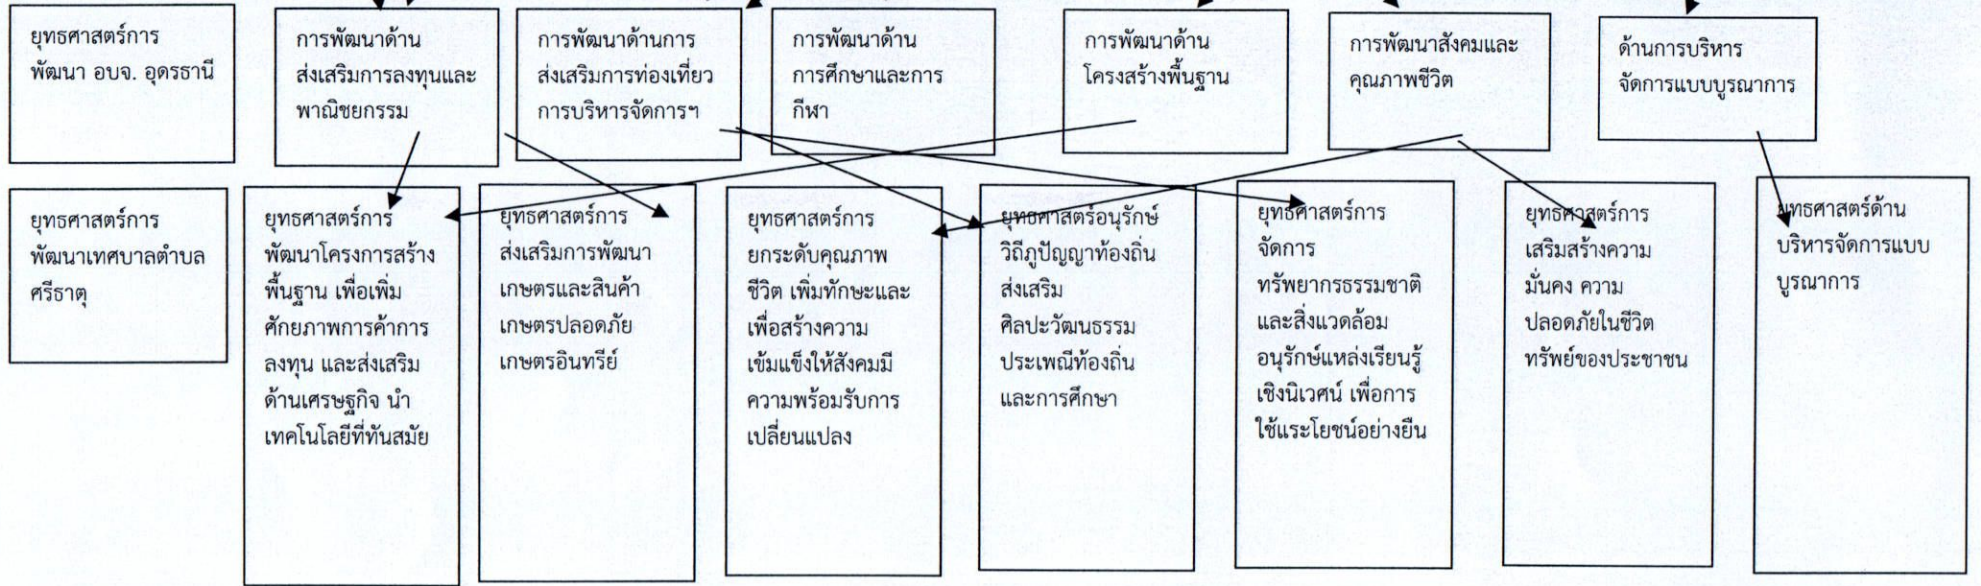 ยุทธศาสตร์การ
พัฒนา อบจ. อุดรธานี
การพัฒนาด้าน
ส่งเสริมการลงทุนและ
พาณิชยกรรม
การพัฒนาด้านการ
ส่งเสริมการท่องเที่ยว
การบริหารจัดการฯ
การพัฒนาด้าน
การศึกษาและการ
กีฬา
การพัฒนาด้าน
โครงสร้างพื้นฐาน
การพัฒนาสังคมและ
คุณภาพชีวิต
ด้านการบริหาร
จัดการแบบบูรณาการ
ยุทธศาสตร์การ
พัฒนาเทศบาลตำบล
ศรีธาตุ
ยุทธศาสตร์การ
พัฒนาโครงการสร้าง
พื้นฐาน เพื่อเพิ่ม
ศักยภาพการค้าการ
ลงทุน และส่งเสริม
ด้านเศรษฐกิจ นำ
เทคโนโลยีที่ทันสมัย
ยุทธศาสตร์การ
ส่งเสริมการพัฒนา
เกษตรและสินค้า
เกษตรปลอดภัย
เกษตรอินทรีย์
ยุทธศาสตร์การ
ยกระดับคุณภาพ
ชีวิต เพิ่มทักษะและ
เพื่อสร้างความ
เข้มแข็งให้สังคมมี
ความพร้อมรับการ
เปลี่ยนแปลง
ยุทธศาสตร์อนุรักษ์
วิถีภูปัญญาท้องถิ่น
ส่งเสริม
ศิลปะวัฒนธรรม
ประเพณีท้องถิ่น
และการศึกษา
ยุทธศาสตร์การ
จัดการ
ทรัพยากรธรรมชาติ
และสิ่งแวดล้อม
อนุรักษ์แหล่งเรียนรู้
เชิงนิเวศน์ เพื่อการ
ใช้แระโยชน์อย่างยืน
ยุทธศาสตร์การ
เสริมสร้างความ
มั่นคง ความ
ปลอดภัยในชีวิต
ทรัพย์ของประชาชน
ยุทธศาสตร์ด้าน
บริหารจัดการแบบ
บูรณาการ